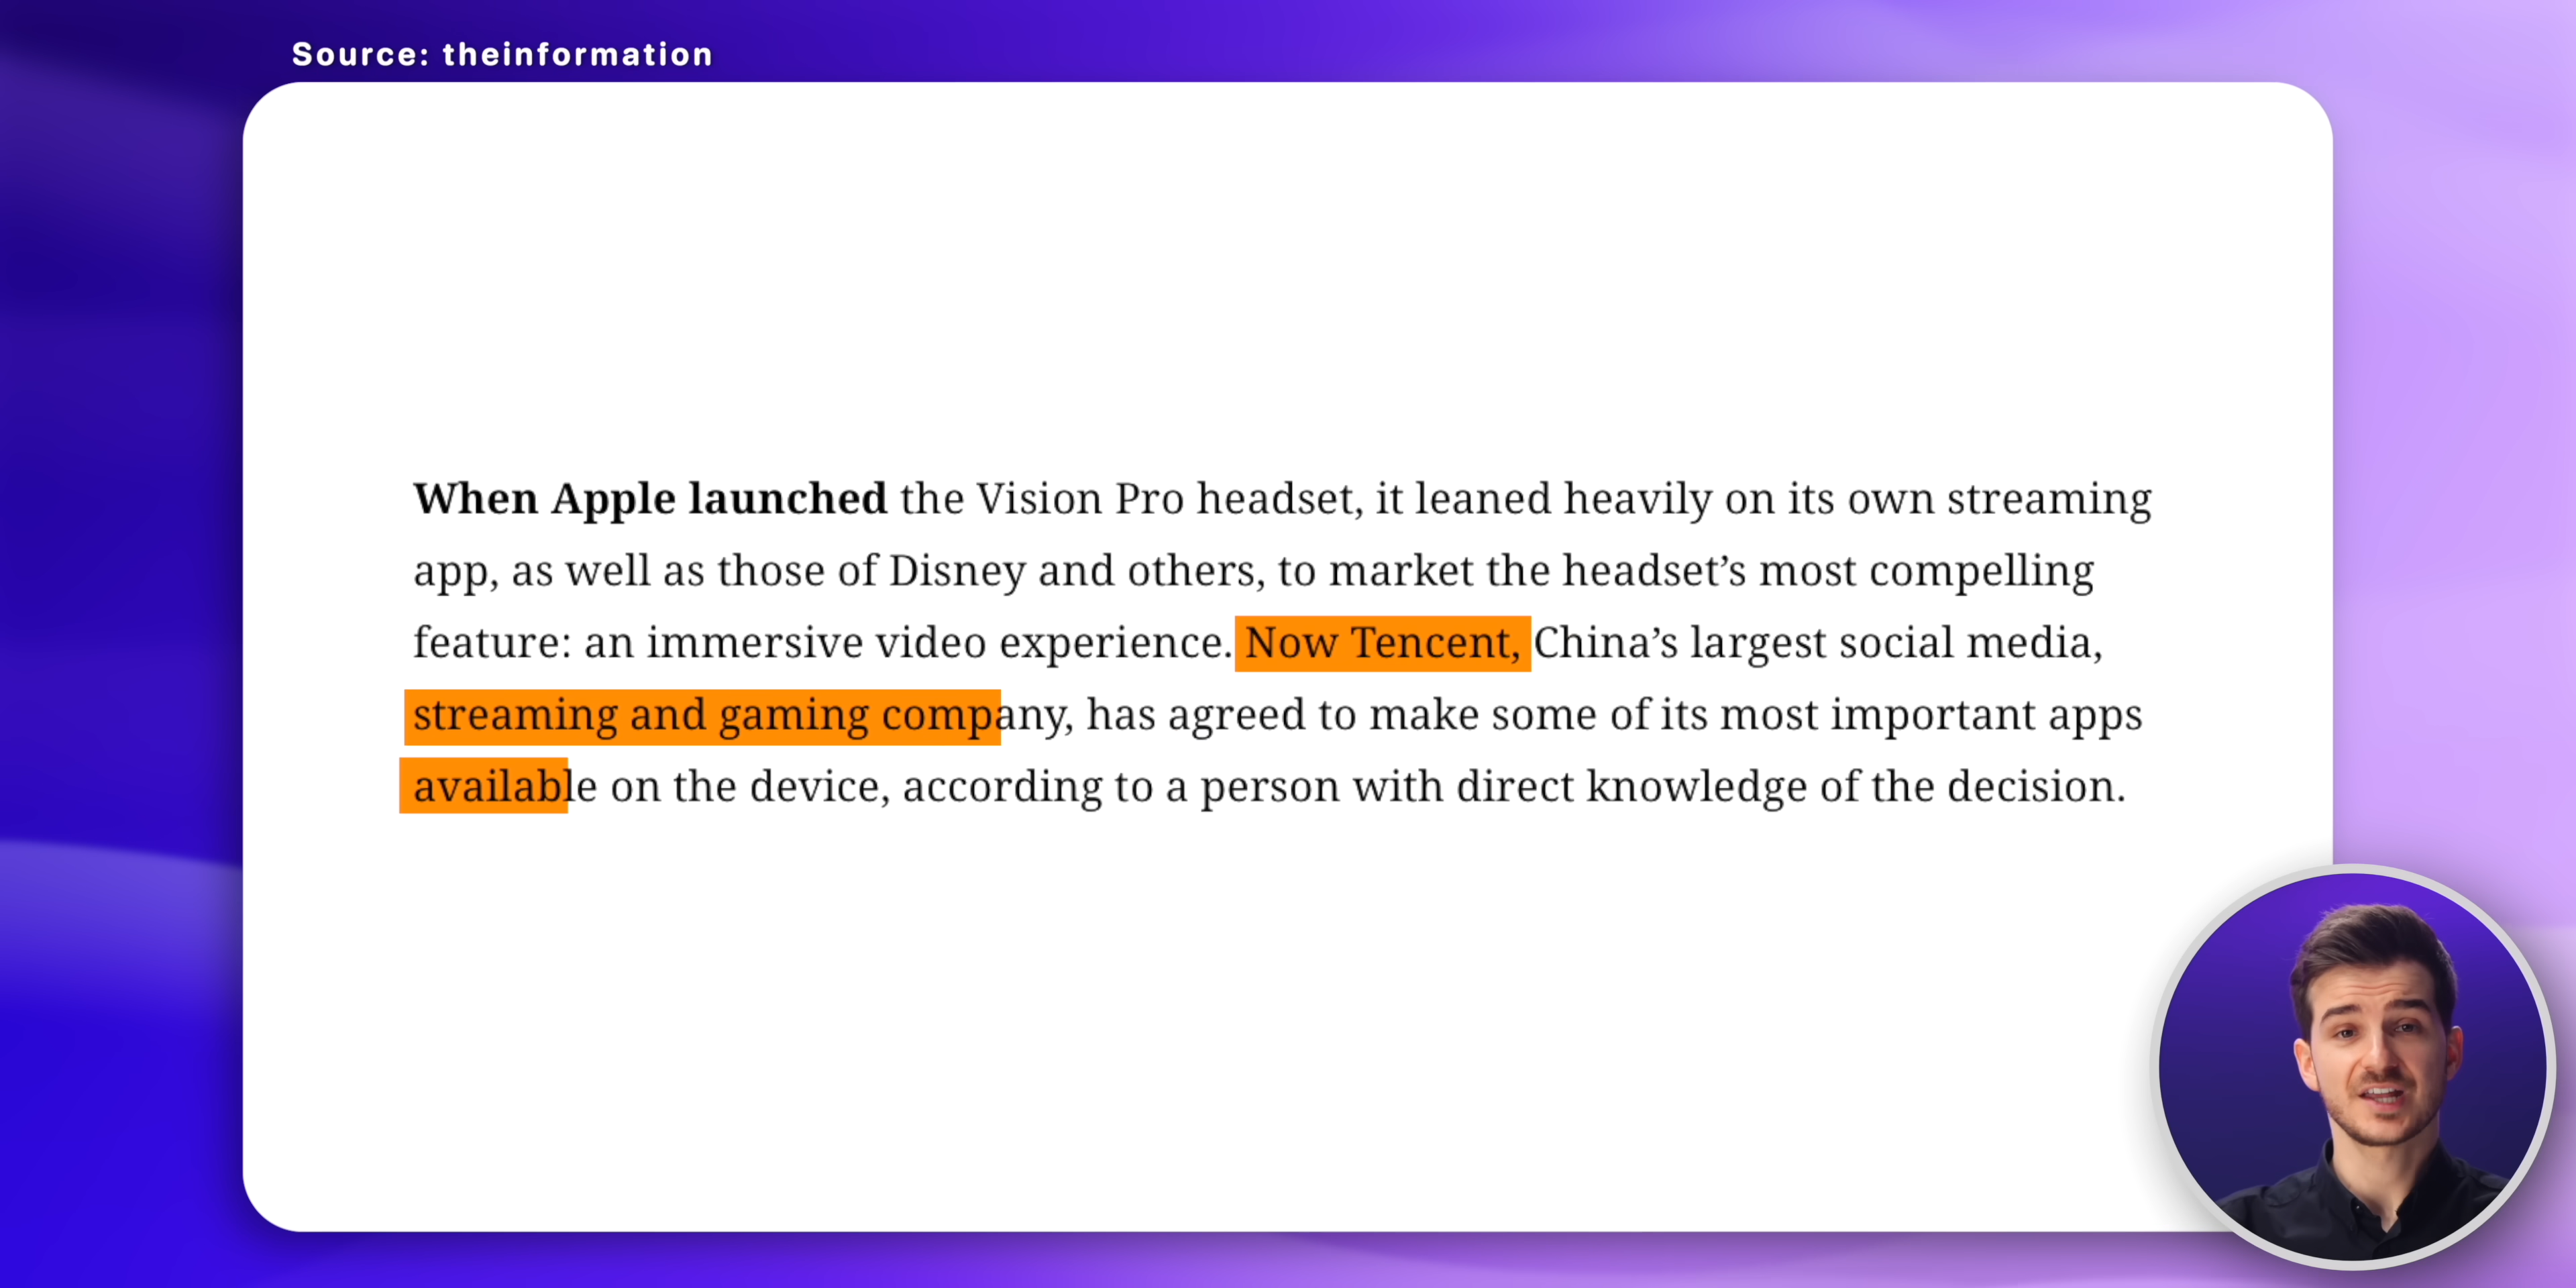 Source: theinformation
When Apple launched the Vision Pro headset, it leaned heavily on its own streaming
app, as well as those of Disney and others, to market the headset’s most compelling
feature: an immersive video experience. Now Tencent, China’s largest social media,
streaming and gaming company, has agreed to make some of its most important apps
available on the device, according to a person with direct knowledge of the decision.